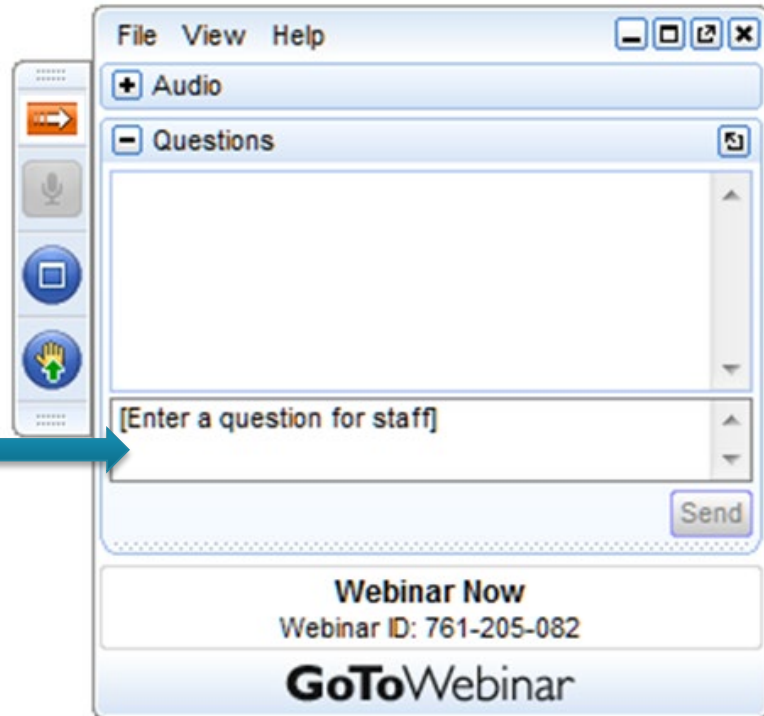 File View Help
Audio
Questions
[Enter a question for staff]
Send
Webinar Now
Webinar ID: 761-205-082
GoToWebinar